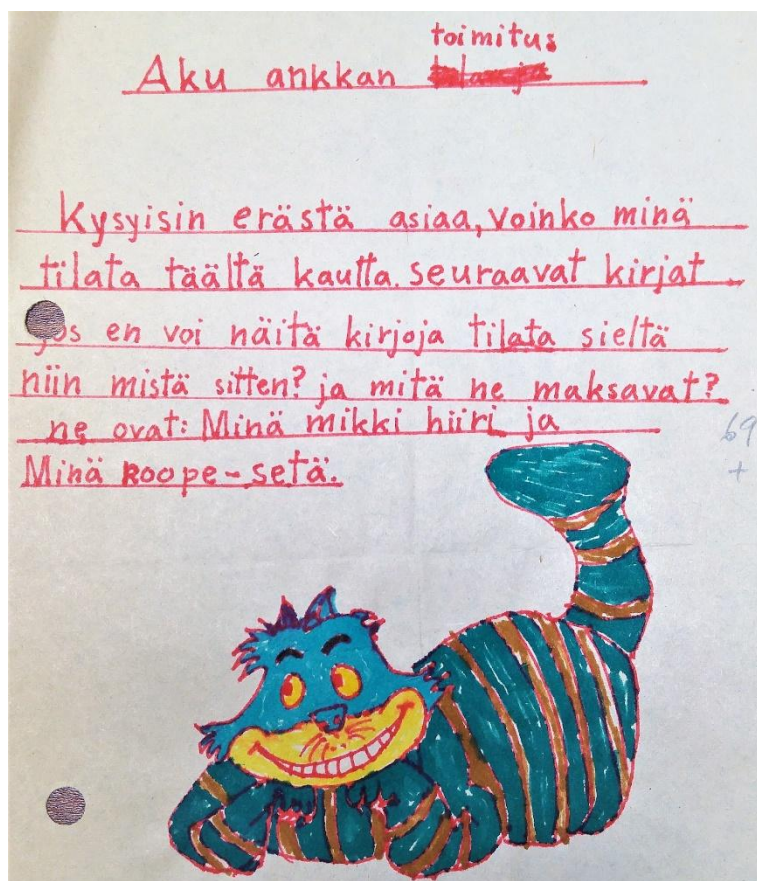 toimitus
Aku ankkan
Kysyisin erästä asiaa, voinko minä
tilata täältä kautta. seuraavat kirjat
jos en voi näitä kirjoja tilata sieltä
niin mistä sitten? ja mitä ne maksavat?
ne ovat: Minä mikki hiiri ja
Minä roope-setä.
69
+